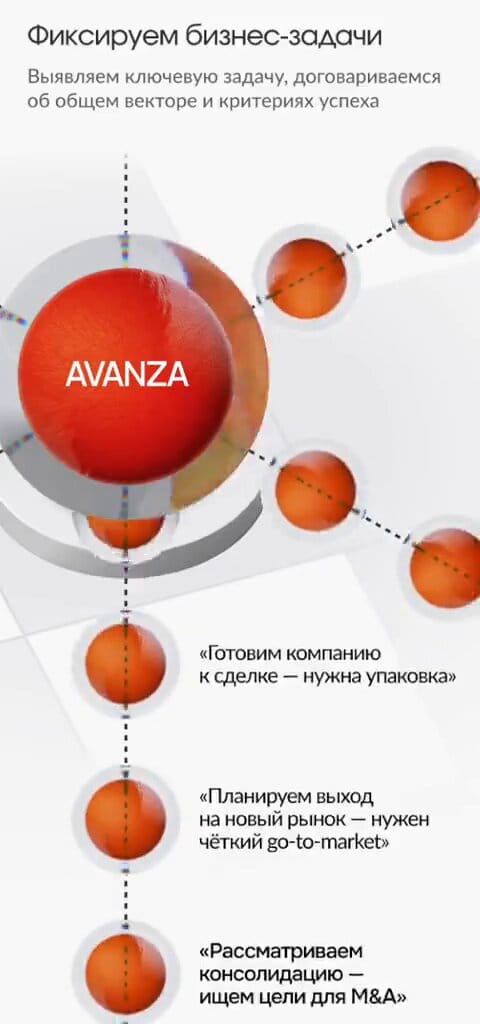 Фиксируем бизнес-задачи
Выявляем ключевую задачу, договариваемся
об общем векторе и критериях успеха
AVANZA
«Готовим компанию
к сделке — нужна упаковка»
«Планируем выход
на новый рынок — нужен
чёткий go-to-market»
«Рассматриваем
консолидацию —
ищем цели для M&A»